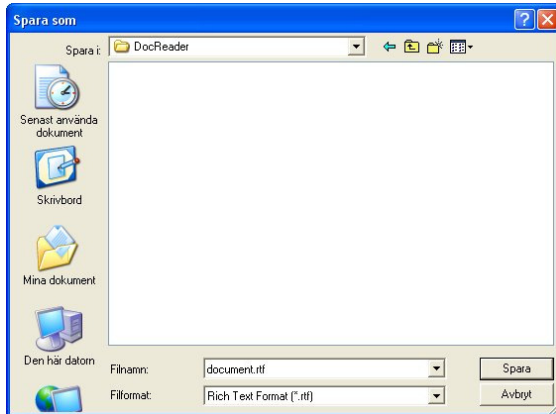 Spara som
Spara i:
DocReader
Senast använda
dokument
Skrivbord
Mina dokument
Den här datorn
Filnamn:
document.rtf
Spara
Filformat:
Rich Text Format (*.rtf)
Avbryt